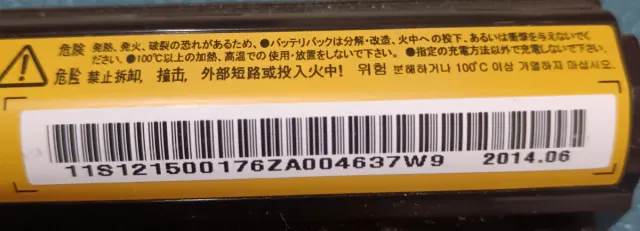 危険 発熱、発火、破裂の恐れがあるため、●バッテリパックは分解・改造、火中への投下、あるいは衝撃を与えないでく
ださい。●100℃以上の加熱、高温での使用・放置をしないで下さい。●指定の充電方法以外で充電しないで下さい。
危险 禁止拆卸, 撞击, 外部短路或投入火中! 위험 분해하거나 100℃ 이상 가열하지 마십시오.
11S121500176ZA004637W9 2014.06